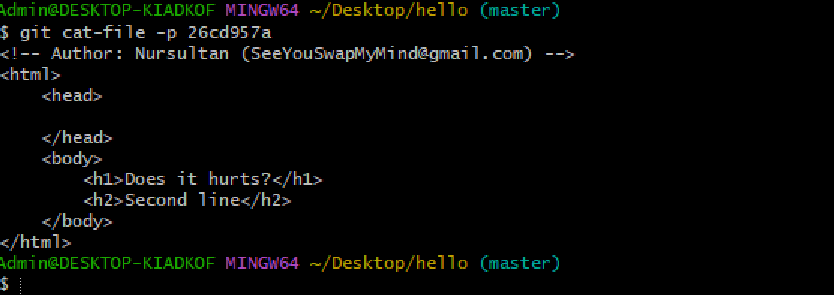 Admin@DESKTOP-KIADKOF MINGW64 ~/Desktop/hello (master)
$ git cat-file -p 26cd957a
<!-- Author: Nursultan (SeeYouSwapMyMind@gmail.com) -->
<html>
    <head>

    </head>
    <body>
        <h1>Does it hurts?</h1>
        <h2>Second line</h2>
    </body>
</html>
Admin@DESKTOP-KIADKOF MINGW64 ~/Desktop/hello (master)
$